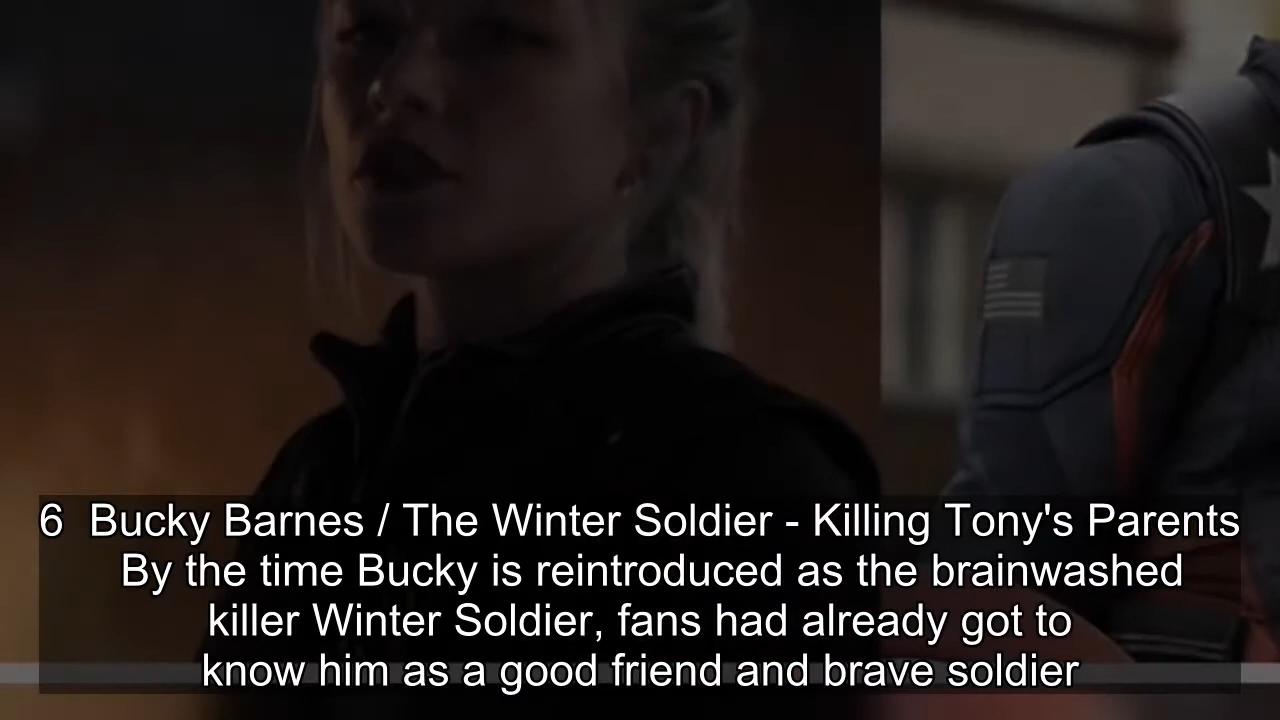 6  Bucky Barnes / The Winter Soldier - Killing Tony's Parents
By the time Bucky is reintroduced as the brainwashed
killer Winter Soldier, fans had already got to
know him as a good friend and brave soldier